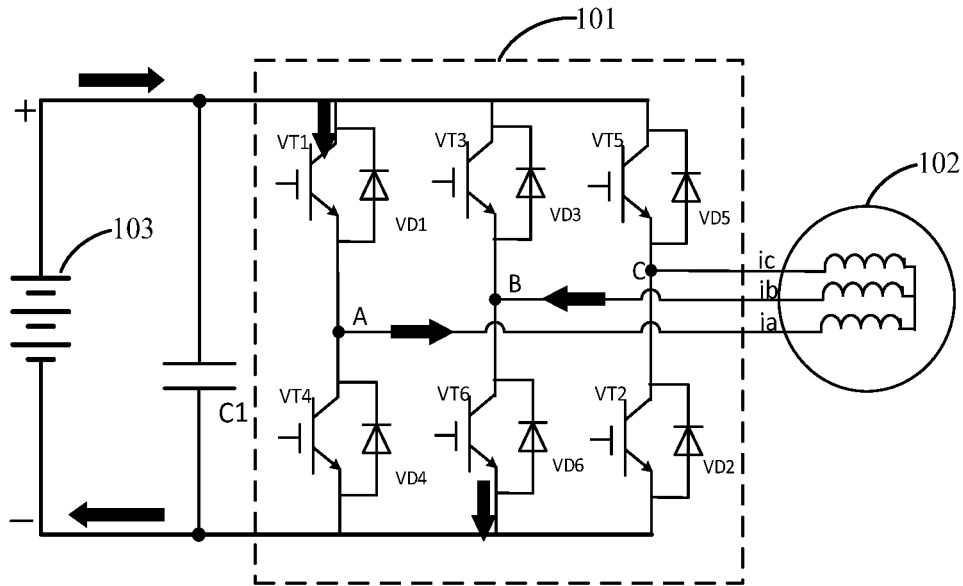 101
+
VT1
VD1
VT3
VD3
VT5
VD5
102
103
ic
ib
ia
C
B
A
C1
VT4
VD4
VT6
VD6
VT2
VD2
−